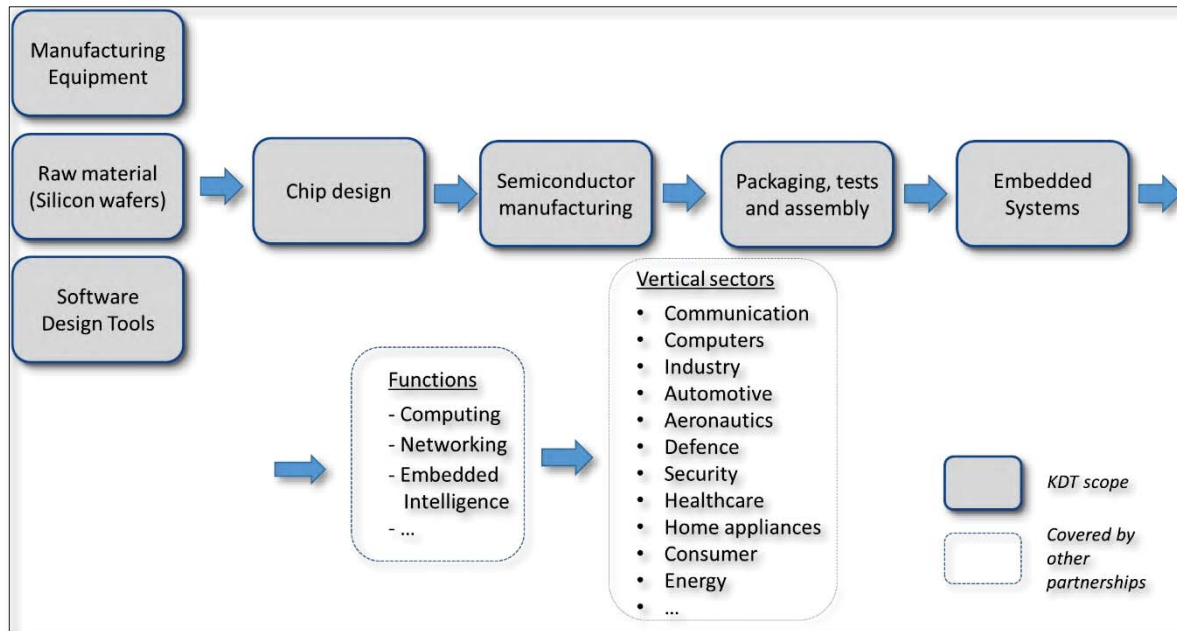 Manufacturing
Equipment
Raw material
(Silicon wafers)
Software
Design Tools
Chip design
Semiconductor
manufacturing
Packaging, tests
and assembly
Embedded
Systems
Functions
- Computing
- Networking
- Embedded
Intelligence
- ...
Vertical sectors
• Communication
• Computers
• Industry
• Automotive
• Aeronautics
• Defence
• Security
• Healthcare
• Home appliances
• Consumer
• Energy
• ...
KDT scope
Covered by
other
partnerships